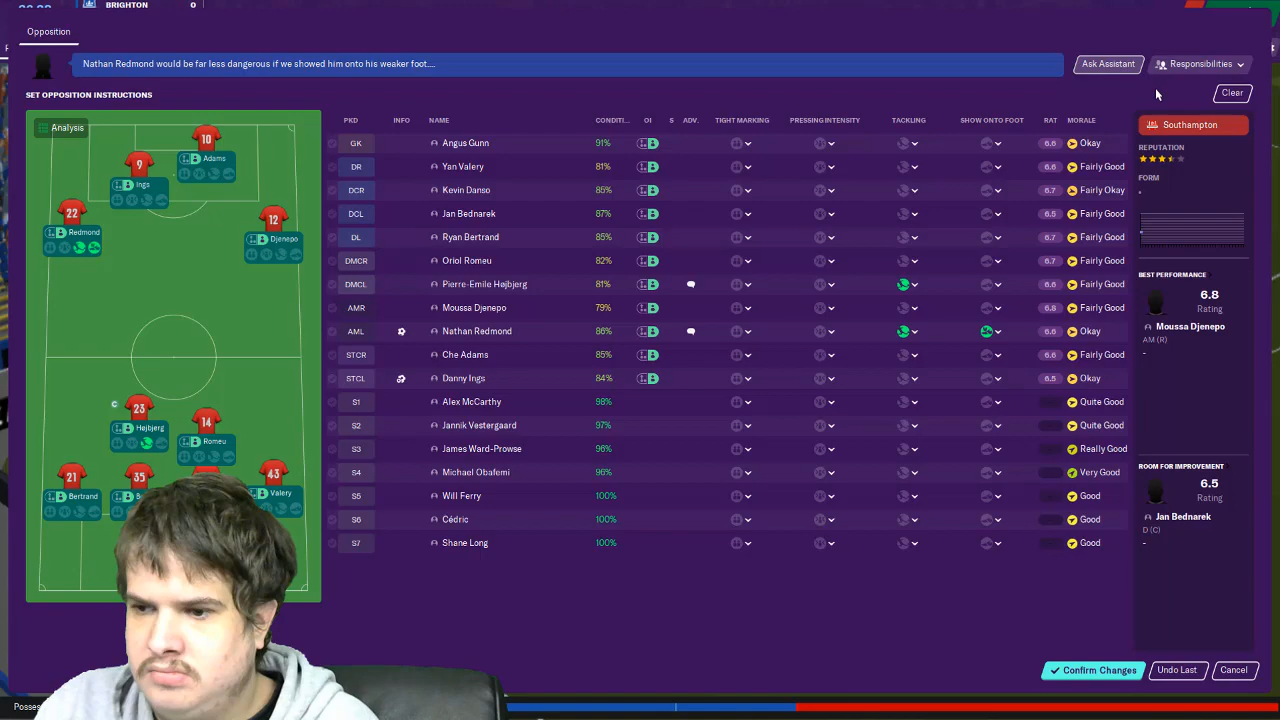 BRIGHTON 0
Opposition
Nathan Redmond would be far less dangerous if we showed him onto his weaker foot....
Ask Assistant
Responsibilities
SET OPPOSITION INSTRUCTIONS
Clear
Analysis
10
Adams
9
Ings
22
Redmond
12
Djenepo
C
23
Højbjerg
14
Romeu
21
Bertrand
35
43
Valery
PKD INFO NAME CONDITI... OI S ADV. TIGHT MARKING PRESSING INTENSITY TACKLING SHOW ONTO FOOT RAT MORALE
GK Angus Gunn 91% 6.6 Okay
DR Yan Valery 81% 6.6 Fairly Good
DCR Kevin Danso 85% 6.7 Fairly Okay
DCL Jan Bednarek 87% 6.5 Fairly Good
DL Ryan Bertrand 85% 6.7 Fairly Good
DMCR Oriol Romeu 82% 6.7 Fairly Good
DMCL Pierre-Emile Højbjerg 81% 6.6 Fairly Good
AMR Moussa Djenepo 79% 6.8 Fairly Good
AML Nathan Redmond 86% 6.6 Okay
STCR Che Adams 85% 6.6 Fairly Good
STCL Danny Ings 84% 6.5 Okay
S1 Alex McCarthy 98% Quite Good
S2 Jannik Vestergaard 97% Quite Good
S3 James Ward-Prowse 96% Really Good
S4 Michael Obafemi 96% Very Good
S5 Will Ferry 100% Good
S6 Cédric 100% Good
S7 Shane Long 100% Good
Southampton
REPUTATION
FORM
BEST PERFORMANCE
6.8
Rating
Moussa Djenepo
AM (R)
-
ROOM FOR IMPROVEMENT
6.5
Rating
Jan Bednarek
D (C)
-
Confirm Changes
Undo Last
Cancel